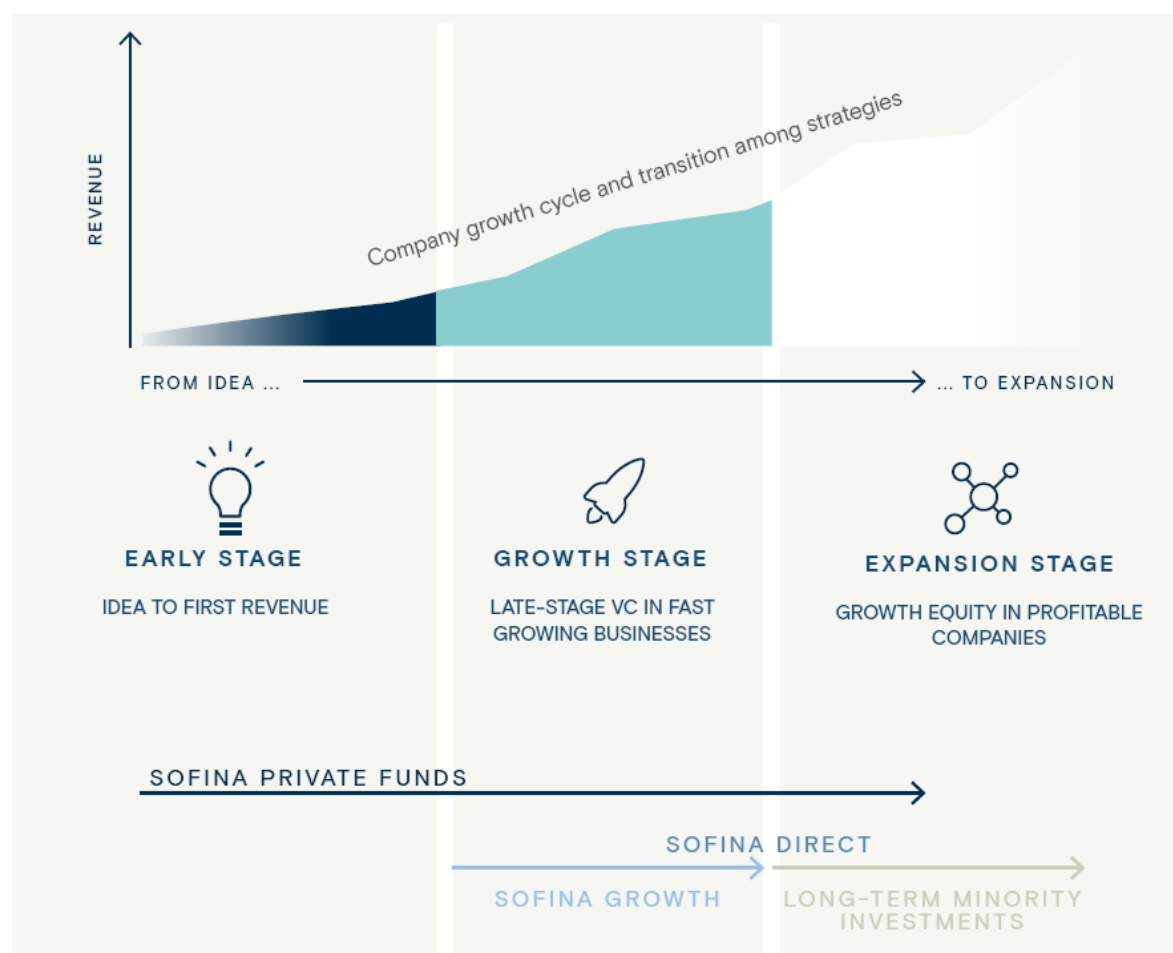 REVENUE
Company growth cycle and transition among strategies
FROM IDEA ...
... TO EXPANSION
EARLY STAGE
IDEA TO FIRST REVENUE
GROWTH STAGE
LATE-STAGE VC IN FAST
GROWING BUSINESSES
EXPANSION STAGE
GROWTH EQUITY IN PROFITABLE
COMPANIES
SOFINA PRIVATE FUNDS
SOFINA DIRECT
SOFINA GROWTH
LONG-TERM MINORITY
INVESTMENTS